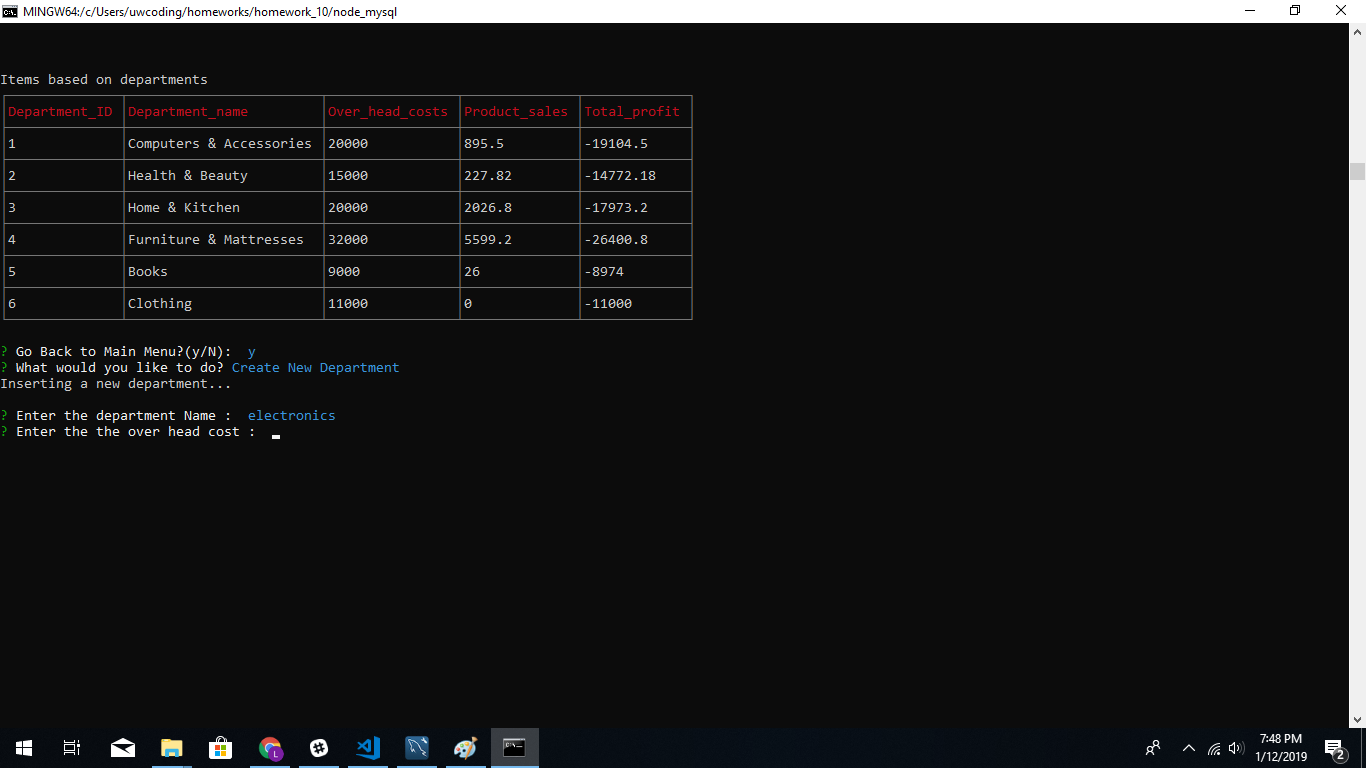 MINGW64:/c/Users/uwcoding/homeworks/homework_10/node_mysql
Items based on departments
Department_ID Department_name Over_head_costs Product_sales Total_profit
1 Computers & Accessories 20000 895.5 -19104.5
2 Health & Beauty 15000 227.82 -14772.18
3 Home & Kitchen 20000 2026.8 -17973.2
4 Furniture & Mattresses 32000 5599.2 -26400.8
5 Books 9000 26 -8974
6 Clothing 11000 0 -11000
? Go Back to Main Menu?(y/N):  y
? What would you like to do? Create New Department
Inserting a new department...
? Enter the department Name :  electronics
? Enter the the over head cost :
7:48 PM
1/12/2019
2